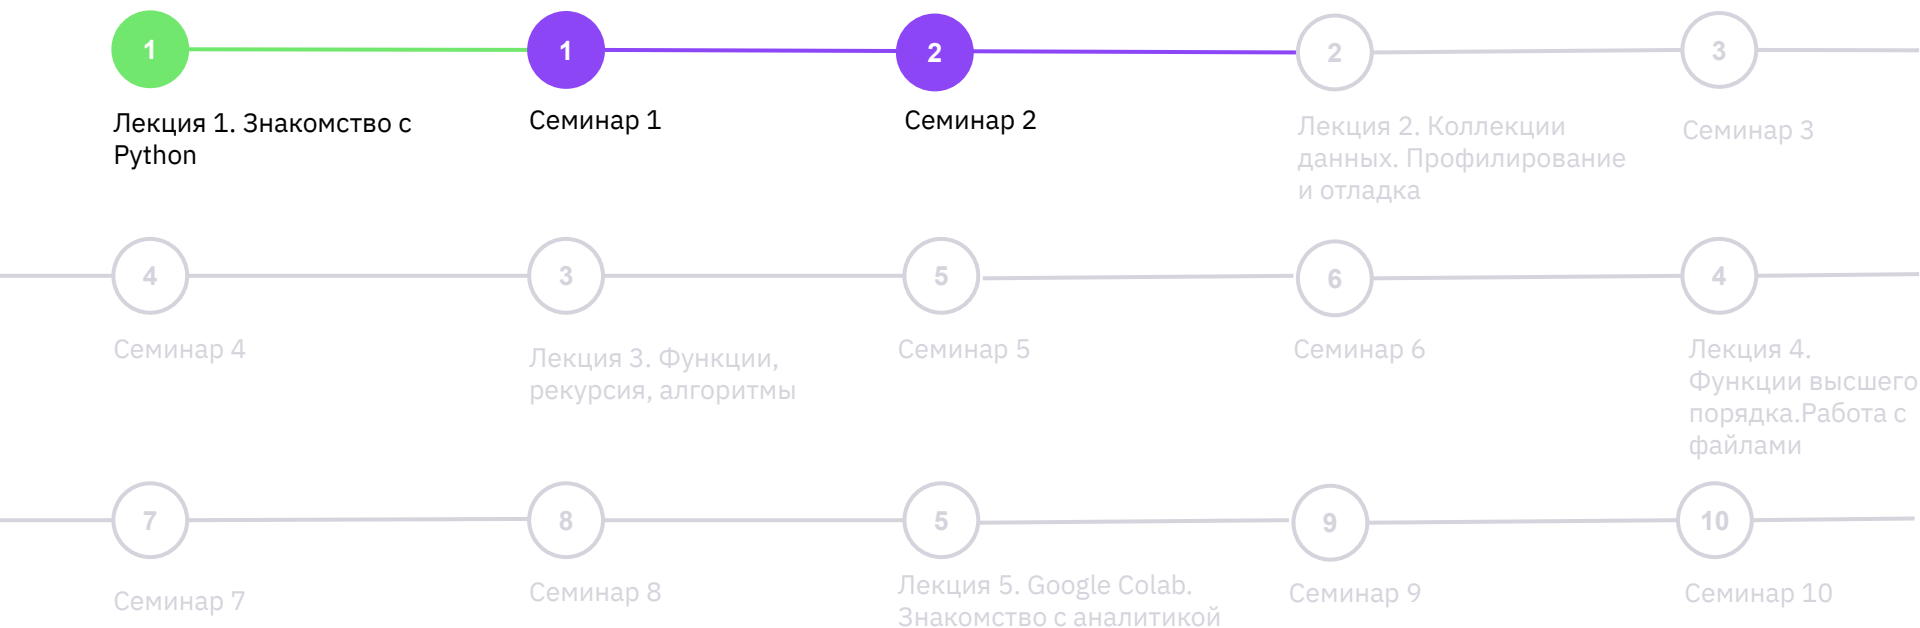 1
1
2
2
3
Лекция 1. Знакомство с
Python
Семинар 1
Семинар 2
Лекция 2. Коллекции
данных. Профилирование
и отладка
Семинар 3
4
3
5
6
4
Семинар 4
Лекция 3. Функции,
рекурсия, алгоритмы
Семинар 5
Семинар 6
Лекция 4.
Функции высшего
порядка.Работа с
файлами
7
8
5
9
10
Семинар 7
Семинар 8
Лекция 5. Google Colab.
Знакомство с аналитикой
Семинар 9
Семинар 10